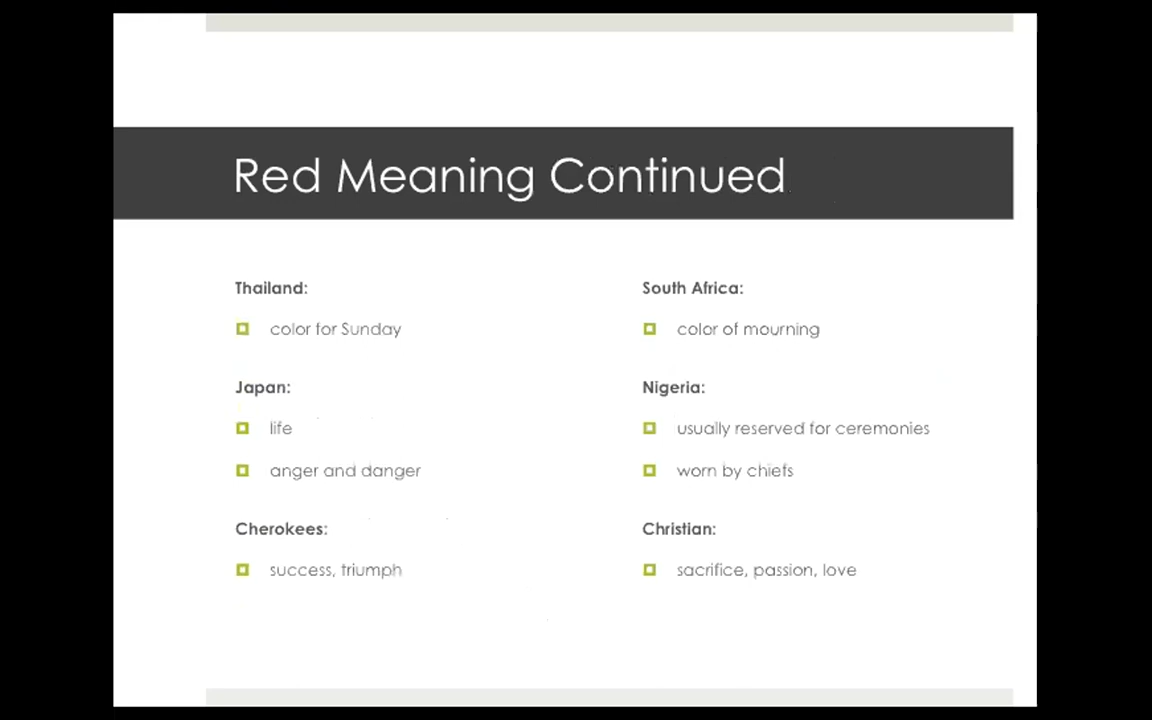 Red Meaning Continued
Thailand:
color for Sunday
Japan:
life
anger and danger
Cherokees:
success, triumph
South Africa:
color of mourning
Nigeria:
usually reserved for ceremonies
worn by chiefs
Christian:
sacrifice, passion, love